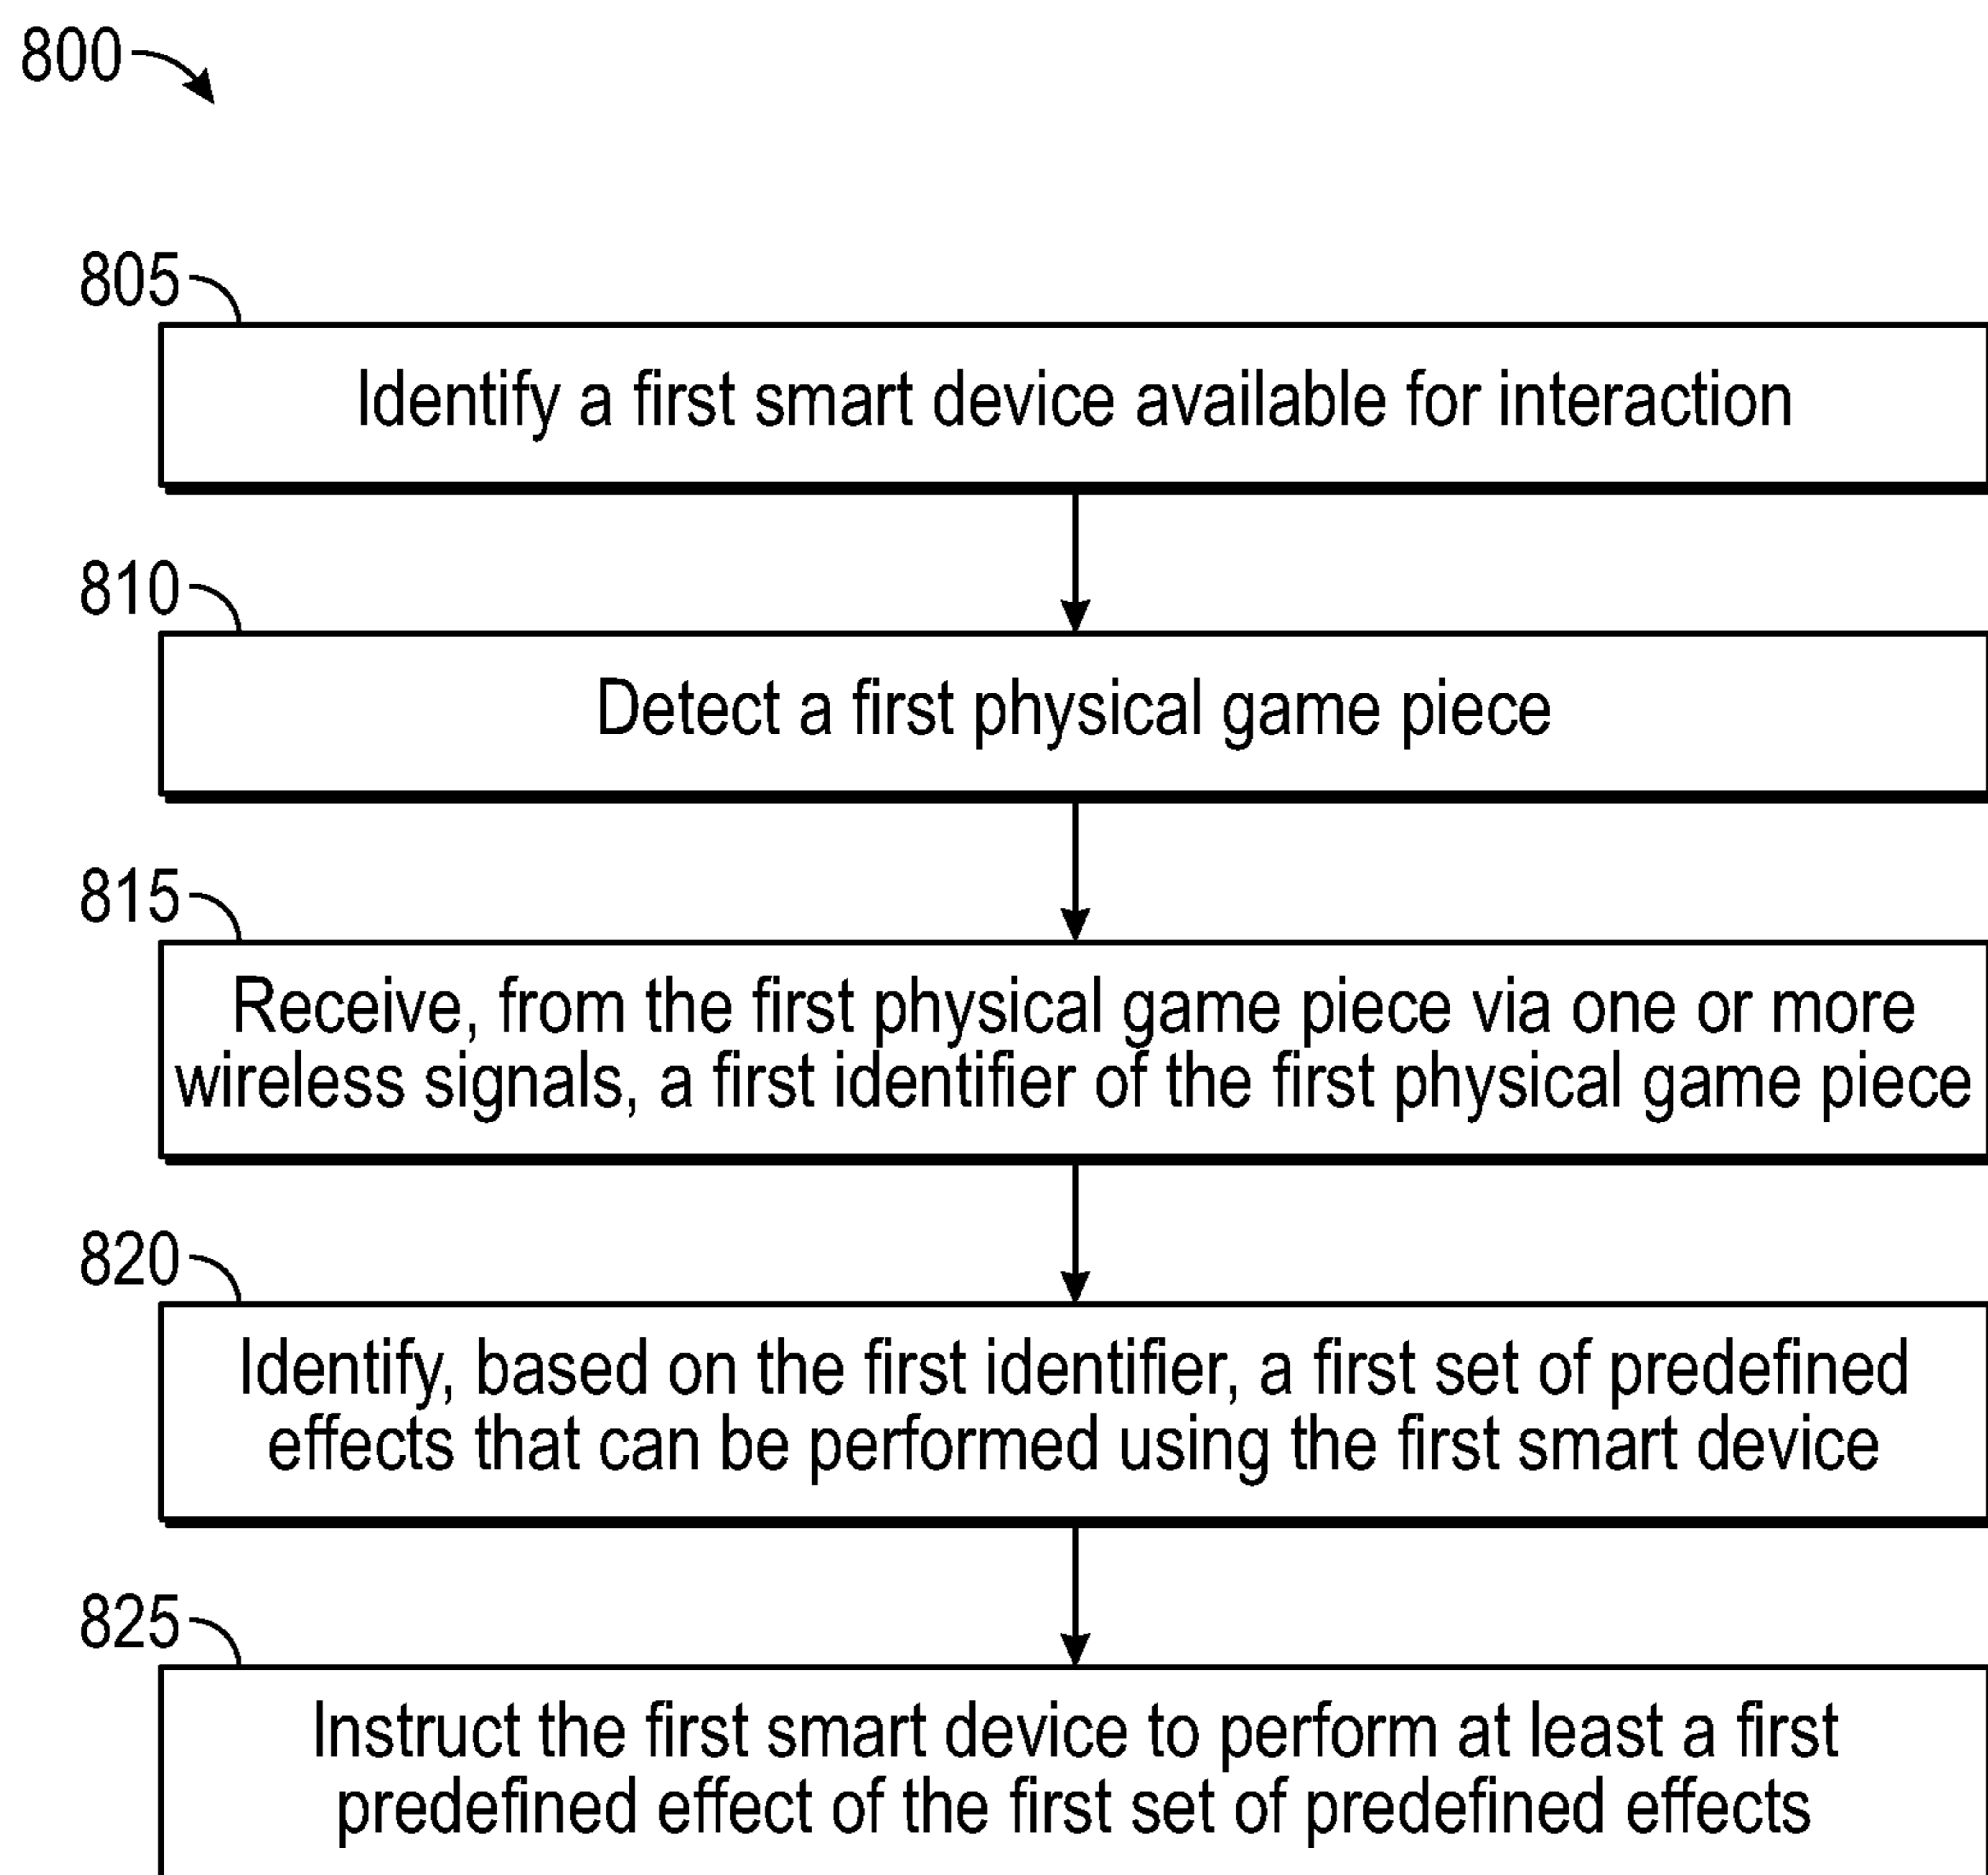 800
805
Identify a first smart device available for interaction
810
Detect a first physical game piece
815
Receive, from the first physical game piece via one or more
wireless signals, a first identifier of the first physical game piece
820
Identify, based on the first identifier, a first set of predefined
effects that can be performed using the first smart device
825
Instruct the first smart device to perform at least a first
predefined effect of the first set of predefined effects